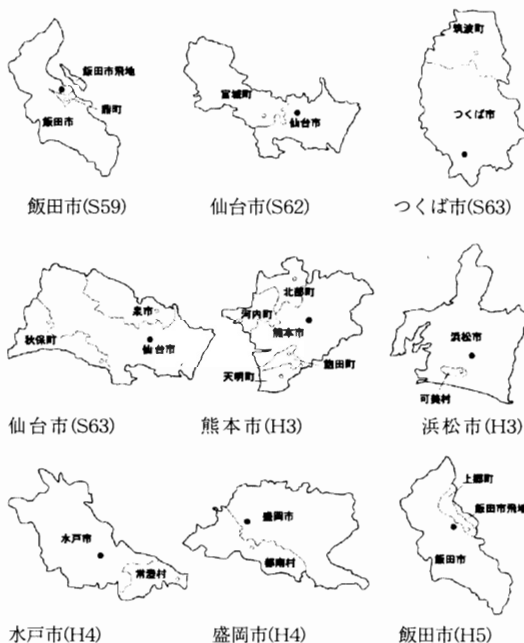 飯田市飛地
鼎町
飯田市
飯田市(S59)
宮城町
仙台市
仙台市(S62)
筑波町
つくば市
つくば市(S63)
泉市
秋保町
仙台市
仙台市(S63)
北部町
河内町
熊本市
飽田町
天明町
熊本市(H3)
浜松市
可美村
浜松市(H3)
水戸市
常澄村
水戸市(H4)
盛岡市
都南村
盛岡市(H4)
上郷町
飯田市飛地
飯田市
飯田市(H5)